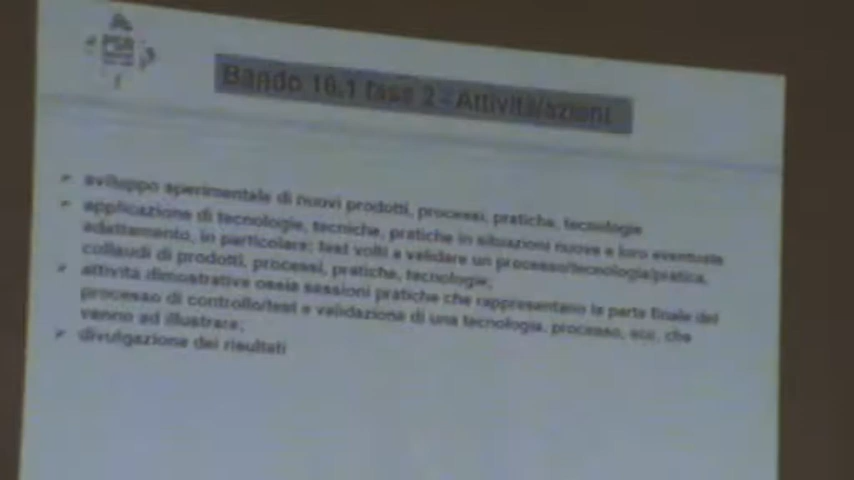 PSR
Bando 16.1 fase 2 - Attività/azioni
sviluppo sperimentale di nuovi prodotti, processi, pratiche, tecnologie
applicazione di tecnologie, tecniche, pratiche in situazioni nuove e loro eventuale
adattamento, in particolare: test volti a validare un processo/tecnologia/pratica,
collaudi di prodotti, processi, pratiche, tecnologie;
attività dimostrative ossia sessioni pratiche che rappresentano la parte finale del
processo di controllo/test e validazione di una tecnologia, processo, ecc. che
vanno ad illustrare;
divulgazione dei risultati